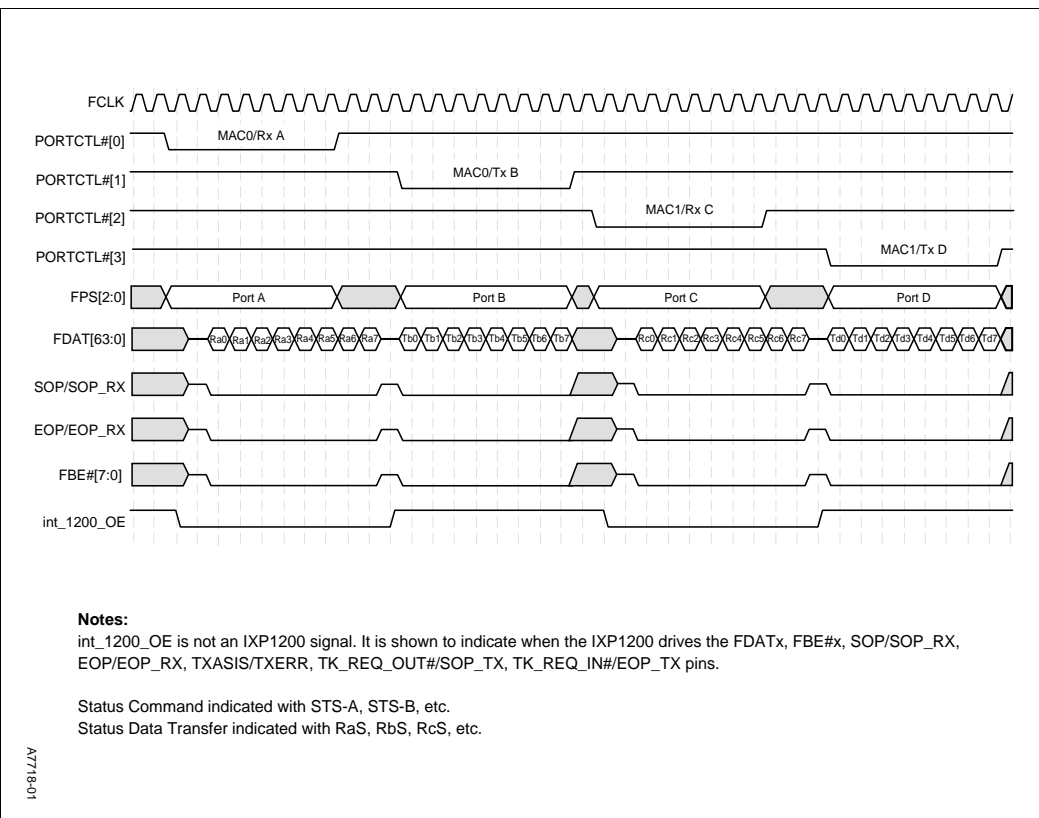 FCLK
PORTCTL#[0] MAC0/Rx A
PORTCTL#[1] MAC0/Tx B
PORTCTL#[2] MAC1/Rx C
PORTCTL#[3] MAC1/Tx D
FPS[2:0] Port A Port B Port C Port D
FDAT[63:0] Ra0 Ra1 Ra2 Ra3 Ra4 Ra5 Ra6 Ra7 Tb0 Tb1 Tb2 Tb3 Tb4 Tb5 Tb6 Tb7 Rc0 Rc1 Rc2 Rc3 Rc4 Rc5 Rc6 Rc7 Td0 Td1 Td2 Td3 Td4 Td5 Td6 Td7
SOP/SOP_RX
EOP/EOP_RX
FBE#[7:0]
int_1200_OE
Notes:
int_1200_OE is not an IXP1200 signal. It is shown to indicate when the IXP1200 drives the FDATx, FBE#x, SOP/SOP_RX,
EOP/EOP_RX, TXASIS/TXERR, TK_REQ_OUT#/SOP_TX, TK_REQ_IN#/EOP_TX pins.
Status Command indicated with STS-A, STS-B, etc.
Status Data Transfer indicated with RaS, RbS, RcS, etc.
A7718-01